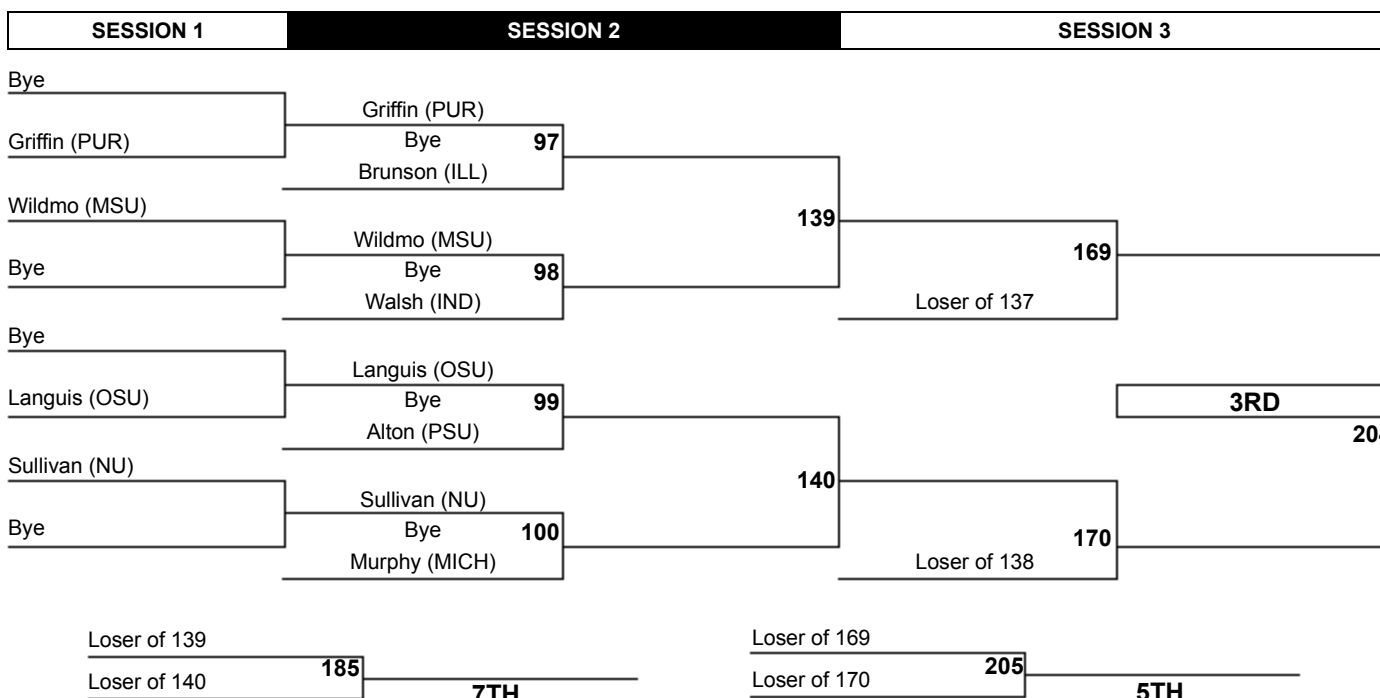 SESSION 1 SESSION 2 SESSION 3
Bye
Griffin (PUR)
Griffin (PUR)
Bye 97
Brunson (ILL)
Wildmo (MSU)
139
Wildmo (MSU)
169
Bye
Bye 98
Walsh (IND)
Loser of 137
Bye
Languis (OSU)
Languis (OSU)
Bye 99
3RD
Alton (PSU)
Sullivan (NU)
140
Sullivan (NU)
Bye
Bye 100
170
Murphy (MICH)
Loser of 138
Loser of 139
185
Loser of 140
7TH
Loser of 169
205
Loser of 170
5TH